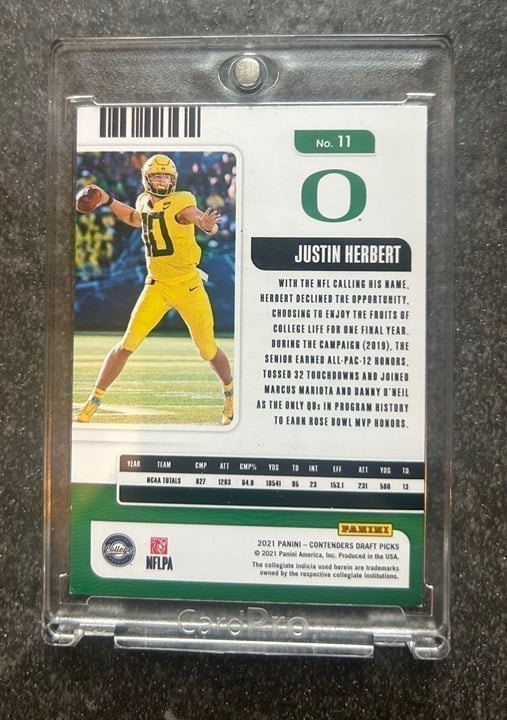 No. 11
O
JUSTIN HERBERT
10
WITH THE NFL CALLING HIS NAME,
HERBERT DECLINED THE OPPORTUNITY,
CHOOSING TO ENJOY THE FRUITS OF
COLLEGE LIFE FOR ONE FINAL YEAR.
DURING THE CAMPAIGN (2019), THE
SENIOR EARNED ALL-PAC-12 HONORS,
TOSSED 32 TOUCHDOWNS AND JOINED
MARCUS MARIOTA AND DANNY O'NEIL
AS THE ONLY QBs IN PROGRAM HISTORY
TO EARN ROSE BOWL MVP HONORS.
YEAR TEAM CMP ATT CMP% YDS TD INT EFF ATT YDS TD
NCAA TOTALS 827 1293 64.0 10541 95 23 153.1 231 560 13
PANINI
2021 PANINI – CONTENDERS DRAFT PICKS
© 2021 Panini America, Inc. Produced in the USA.
The collegiate indicia used herein are trademarks
owned by the respective collegiate institutions.
College
NFLPA
CardPro